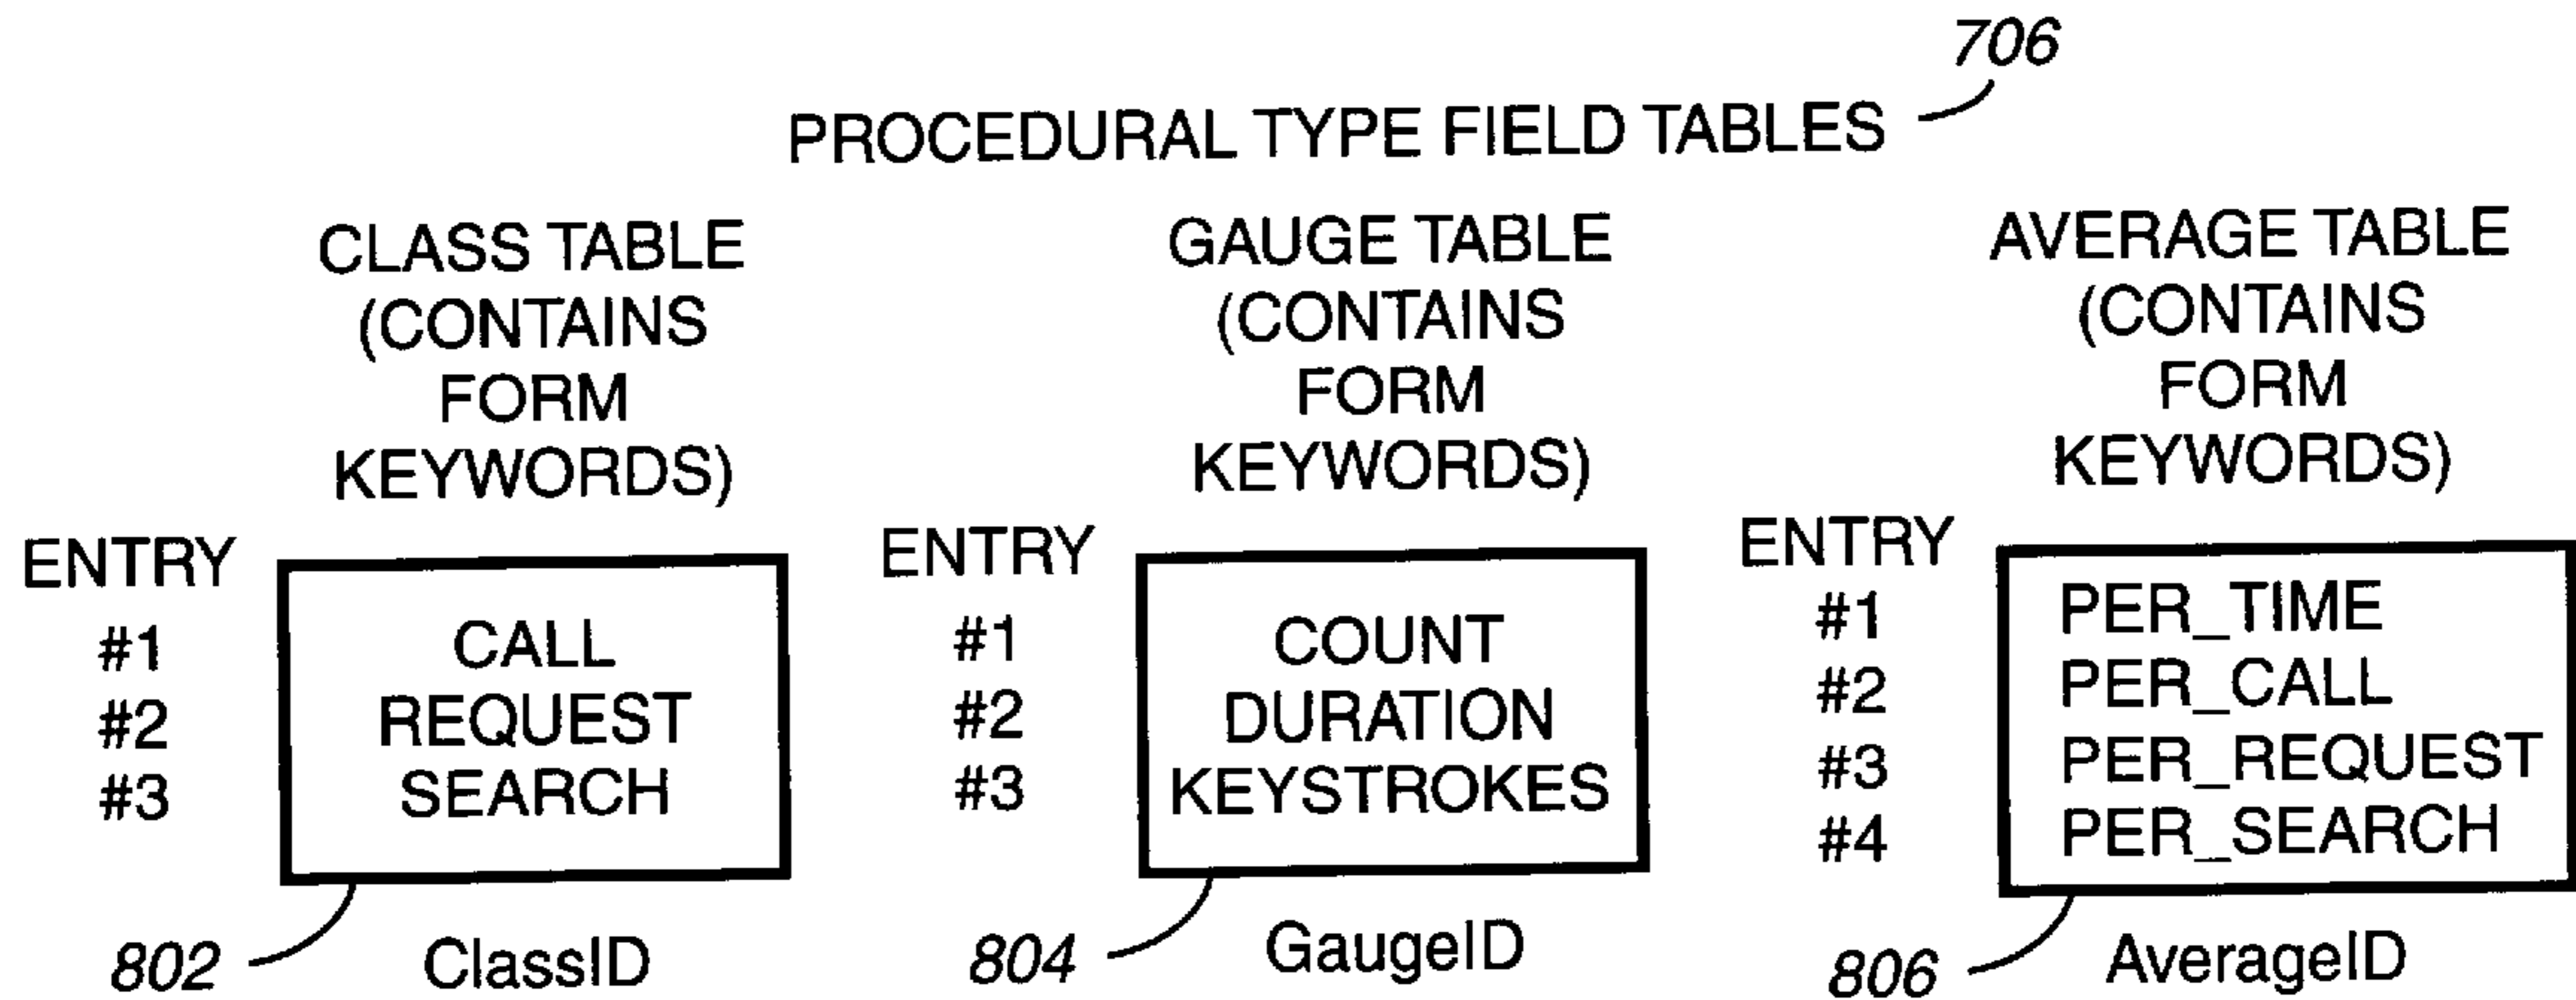 706
PROCEDURAL TYPE FIELD TABLES
CLASS TABLE
(CONTAINS
FORM
KEYWORDS)
ENTRY
#1 CALL
#2 REQUEST
#3 SEARCH
802 ClassID
GAUGE TABLE
(CONTAINS
FORM
KEYWORDS)
ENTRY
#1 COUNT
#2 DURATION
#3 KEYSTROKES
804 GaugeID
AVERAGE TABLE
(CONTAINS
FORM
KEYWORDS)
ENTRY
#1 PER_TIME
#2 PER_CALL
#3 PER_REQUEST
#4 PER_SEARCH
806 AverageID